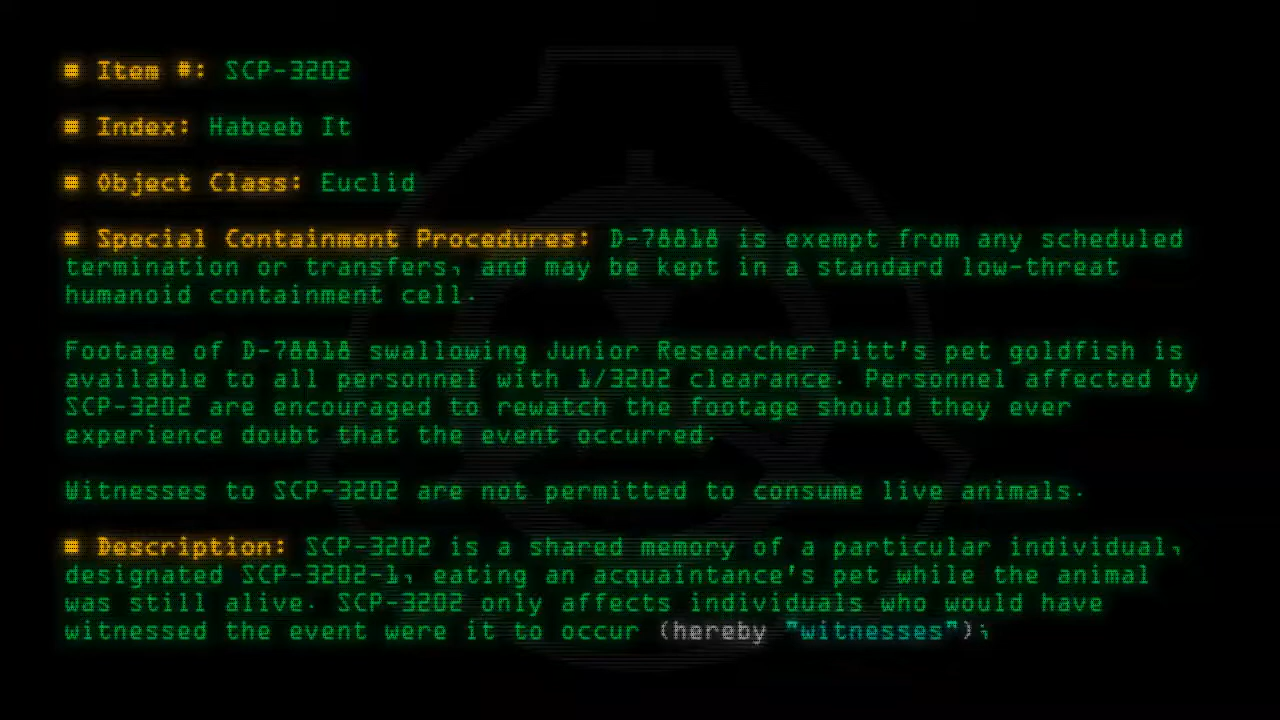 ■ Item #: SCP-3202
■ Index: Habeeb It
■ Object Class: Euclid
■ Special Containment Procedures: D-78818 is exempt from any scheduled
termination or transfers, and may be kept in a standard low-threat
humanoid containment cell.
Footage of D-78818 swallowing Junior Researcher Pitt's pet goldfish is
available to all personnel with 1/3202 clearance. Personnel affected by
SCP-3202 are encouraged to rewatch the footage should they ever
experience doubt that the event occurred.
Witnesses to SCP-3202 are not permitted to consume live animals.
■ Description: SCP-3202 is a shared memory of a particular individual,
designated SCP-3202-1, eating an acquaintance's pet while the animal
was still alive. SCP-3202 only affects individuals who would have
witnessed the event were it to occur (hereby "witnesses");